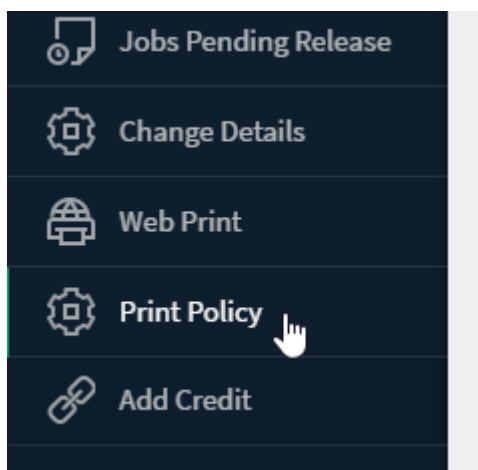 Jobs Pending Release
Change Details
Web Print
Print Policy
Add Credit